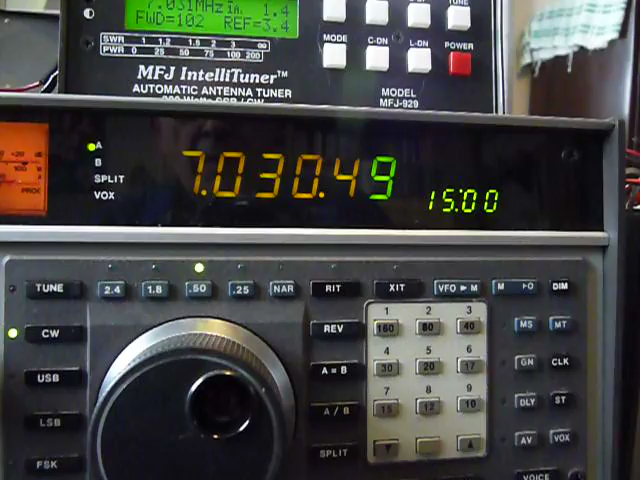 7.031MHz 1.4
FWD=102 REF=3.4
SWR 1 1.2 1.5 2 3 ∞
PWR 0 25 50 75 100 200
MODE C-DN L-DN POWER
TUNE
MFJ IntelliTuner™
AUTOMATIC ANTENNA TUNER
MODEL
MFJ-929
A
B
SPLIT
VOX
7.030.49
15:00
TUNE 2.4 1.8 .50 .25 NAR RIT XIT VFO ► M M ►O DIM
CW
USB
LSB
FSK
REV
A = B
A / B
SPLIT
1 2 3
160 80 40
4 5 6
30 20 17
7 8 9
15 12 10
MS MT
GN CLK
DLY ST
AV VOX
VOICE